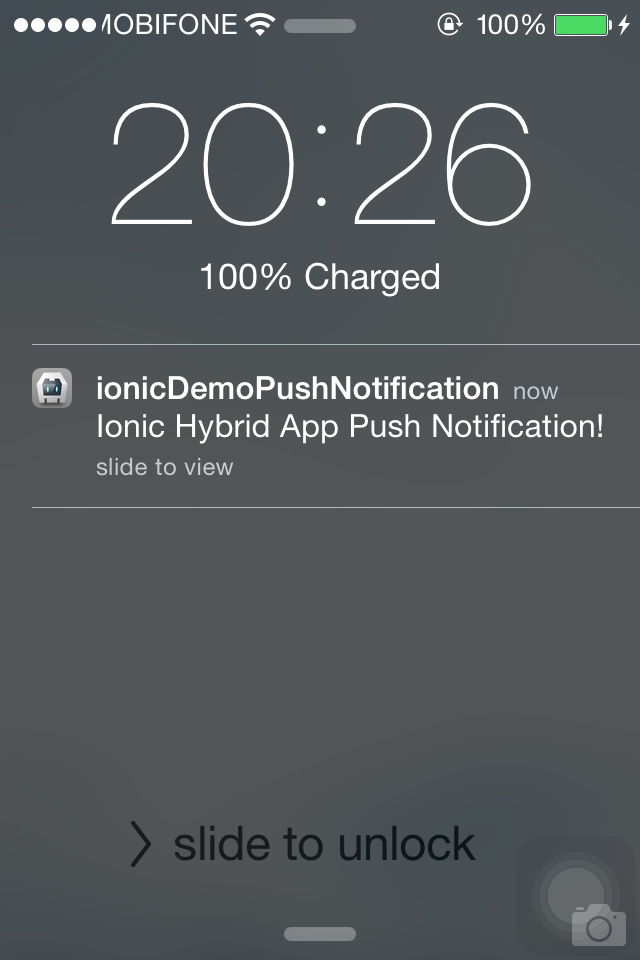 MOBIFONE 100%
20:26
100% Charged
ionicDemoPushNotification now
Ionic Hybrid App Push Notification!
slide to view
slide to unlock